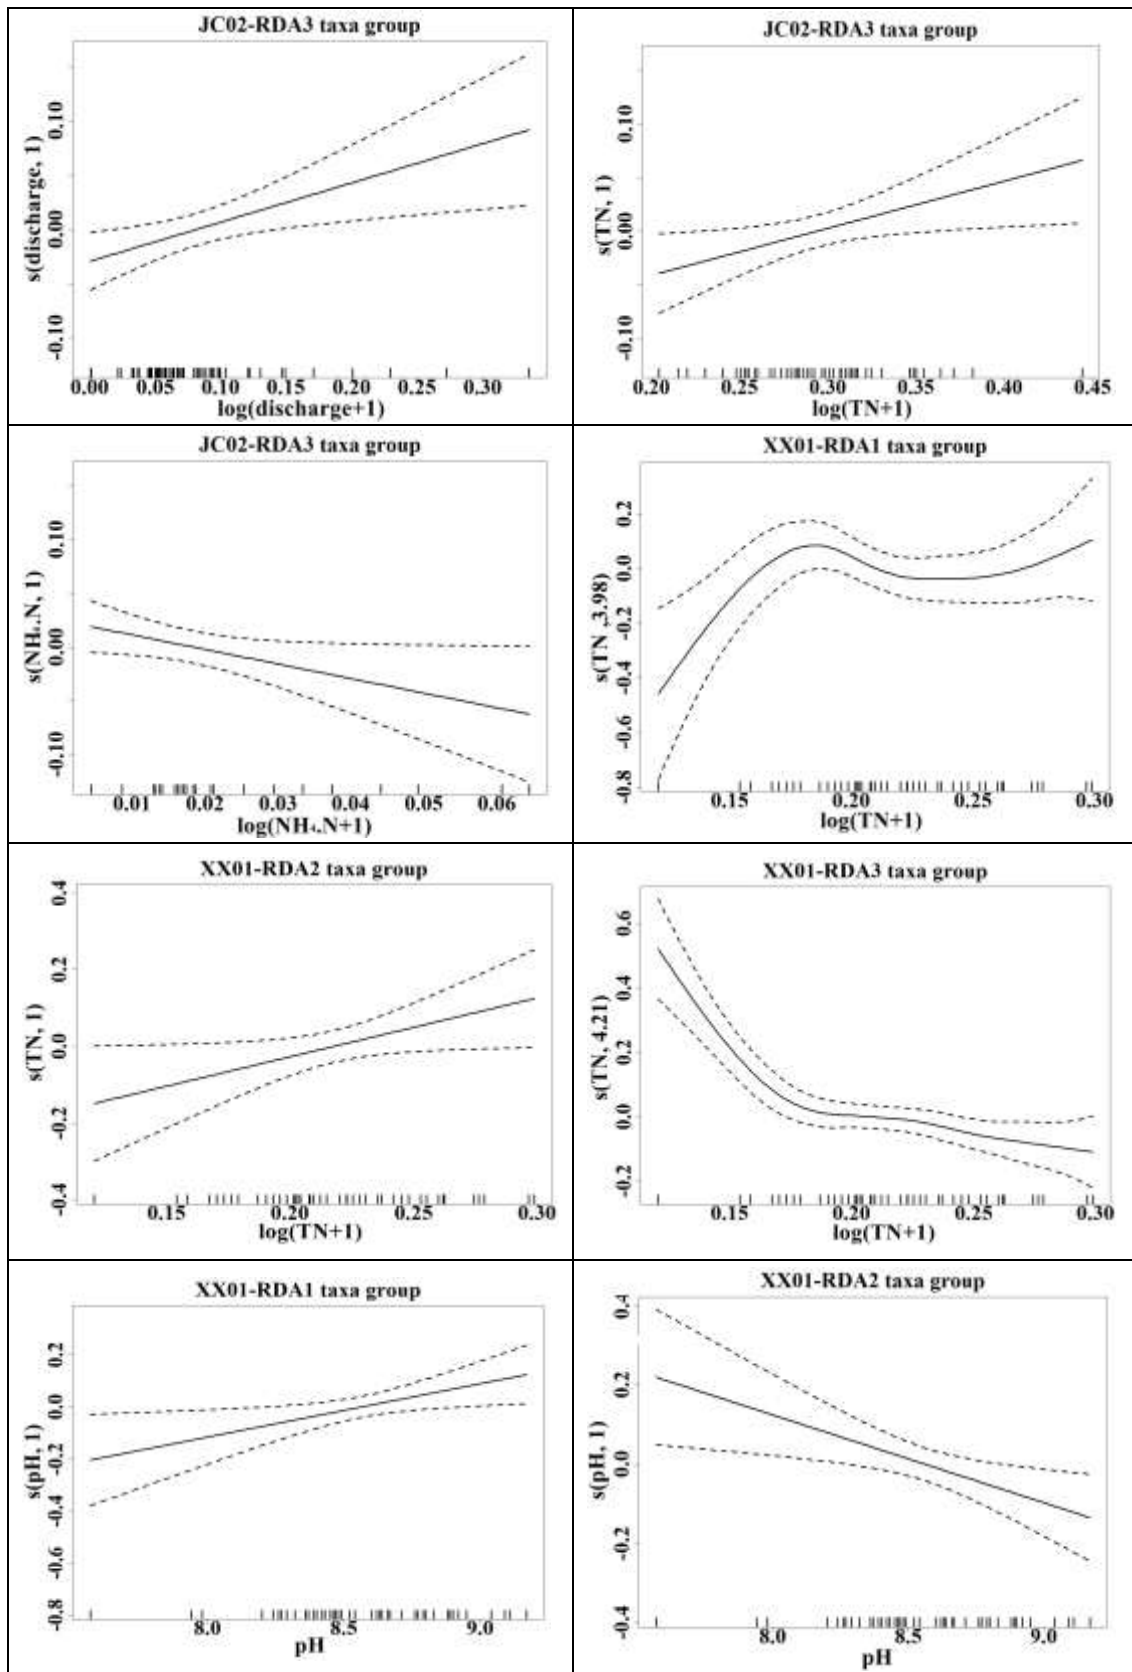 JC02-RDA3 taxa group
s(discharge, 1)
0.10
0.00
-0.10
0.00 0.05 0.10 0.15 0.20 0.25 0.30
log(discharge+1)
JC02-RDA3 taxa group
s(TN, 1)
0.10
0.00
-0.10
0.20 0.25 0.30 0.35 0.40 0.45
log(TN+1)
JC02-RDA3 taxa group
s(NH₄.N, 1)
0.10
0.00
-0.10
0.01 0.02 0.03 0.04 0.05 0.06
log(NH₄.N+1)
XX01-RDA1 taxa group
s(TN ,3.98)
0.2
0.0
-0.2
-0.4
-0.6
-0.8
0.15 0.20 0.25 0.30
log(TN+1)
XX01-RDA2 taxa group
s(TN, 1)
0.4
0.2
0.0
-0.2
-0.4
0.15 0.20 0.25 0.30
log(TN+1)
XX01-RDA3 taxa group
s(TN, 4.21)
0.6
0.4
0.2
0.0
-0.2
0.15 0.20 0.25 0.30
log(TN+1)
XX01-RDA1 taxa group
s(pH, 1)
0.2
0.0
-0.2
-0.4
-0.6
-0.8
8.0 8.5 9.0
pH
XX01-RDA2 taxa group
s(pH, 1)
0.4
0.2
0.0
-0.2
-0.4
8.0 8.5 9.0
pH